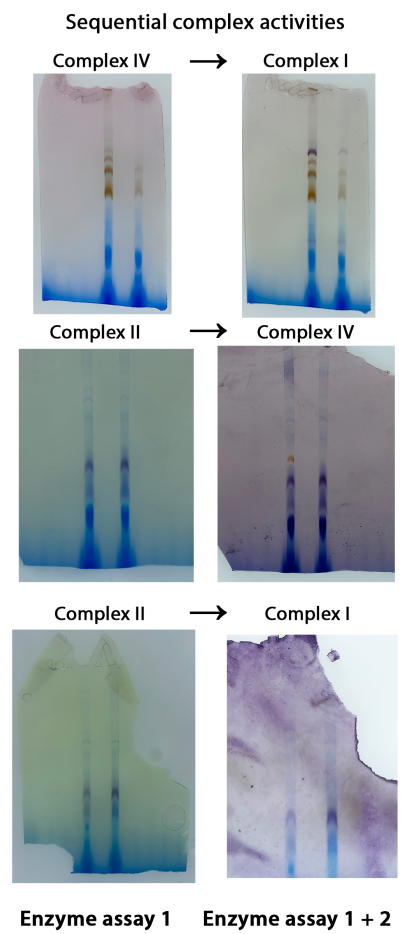 Sequential complex activities
Complex IV → Complex I
Complex II → Complex IV
Complex II → Complex I
Enzyme assay 1 Enzyme assay 1 + 2